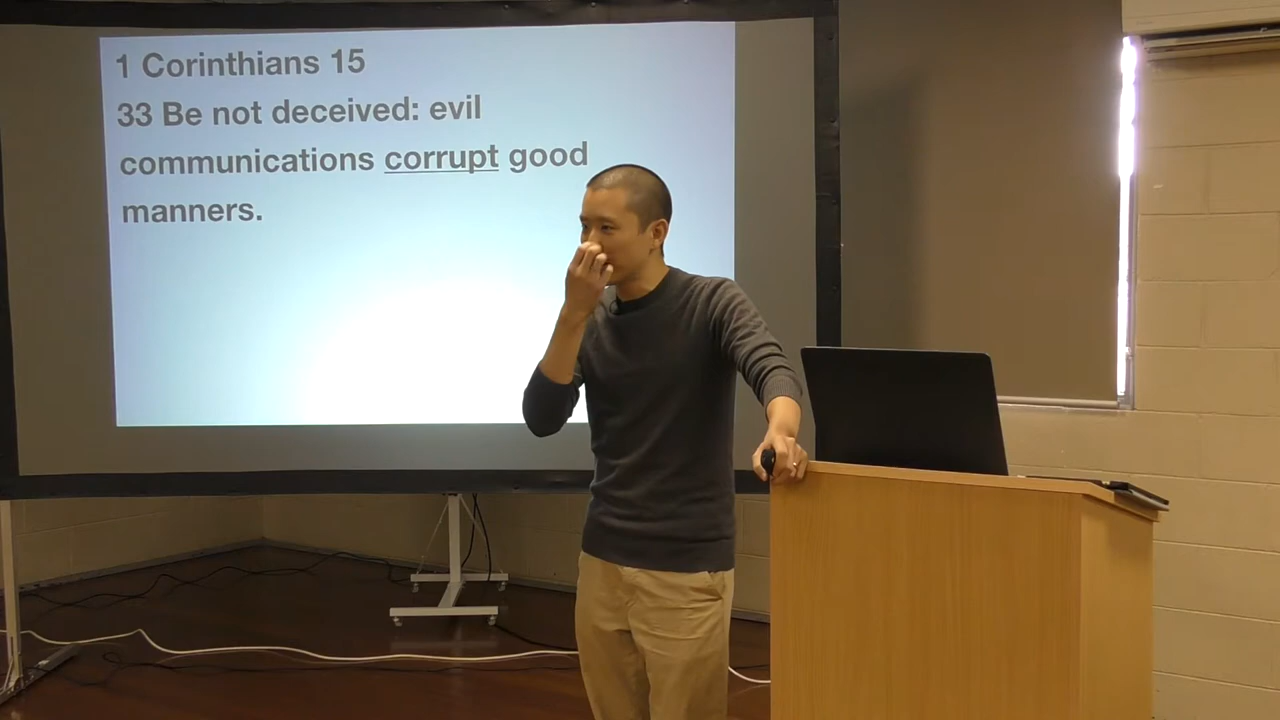 1 Corinthians 15
33 Be not deceived: evil
communications corrupt good
manners.